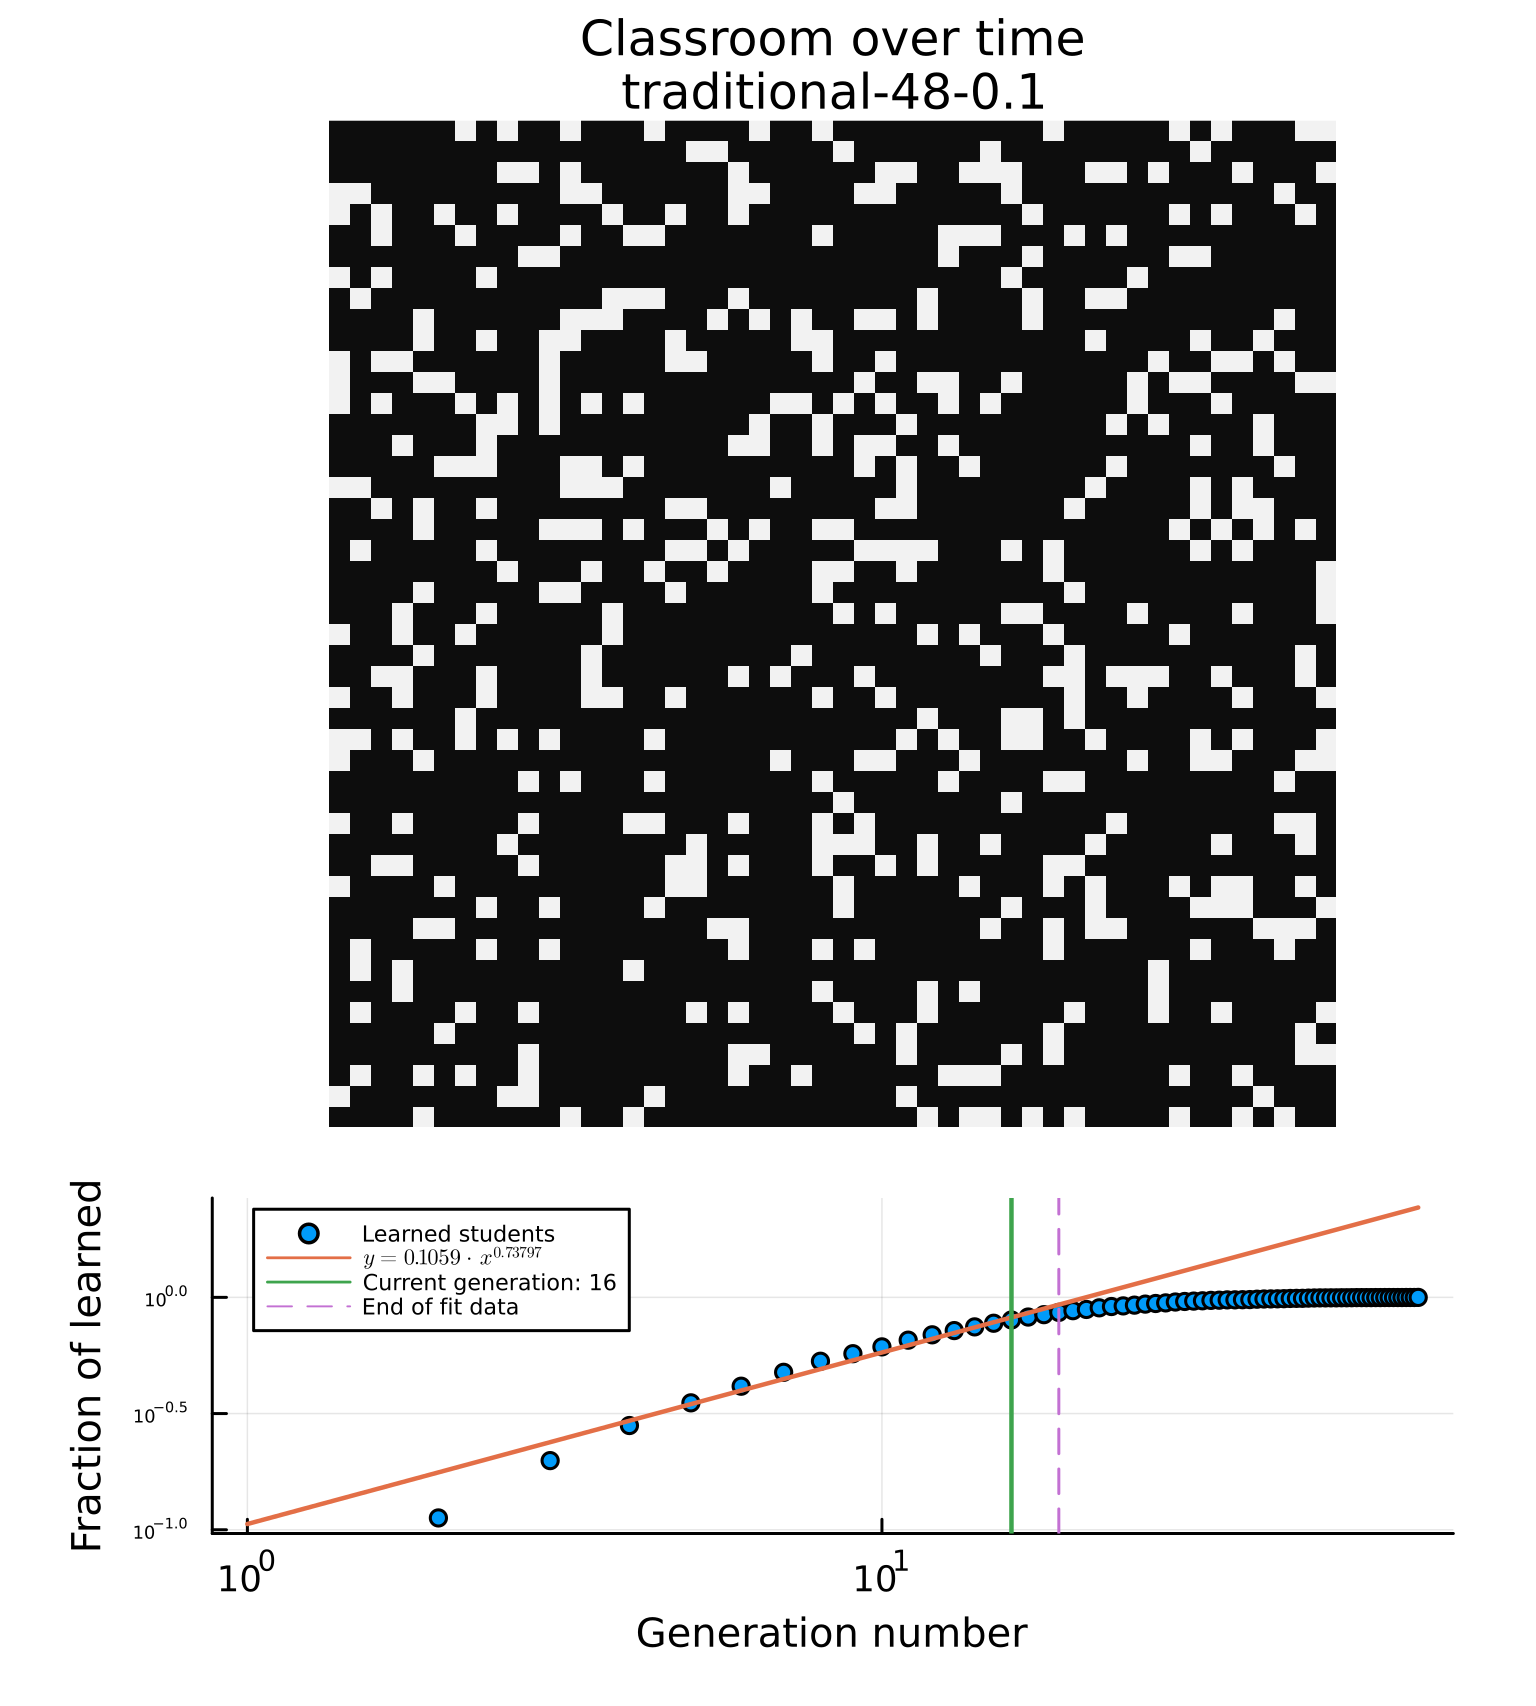 Classroom over time
traditional-48-0.1
Fraction of learned
Learned students
y = 0.1059 · x^0.73797
Current generation: 16
End of fit data
10^0.0
10^−0.5
10^−1.0
10^0 10^1
Generation number